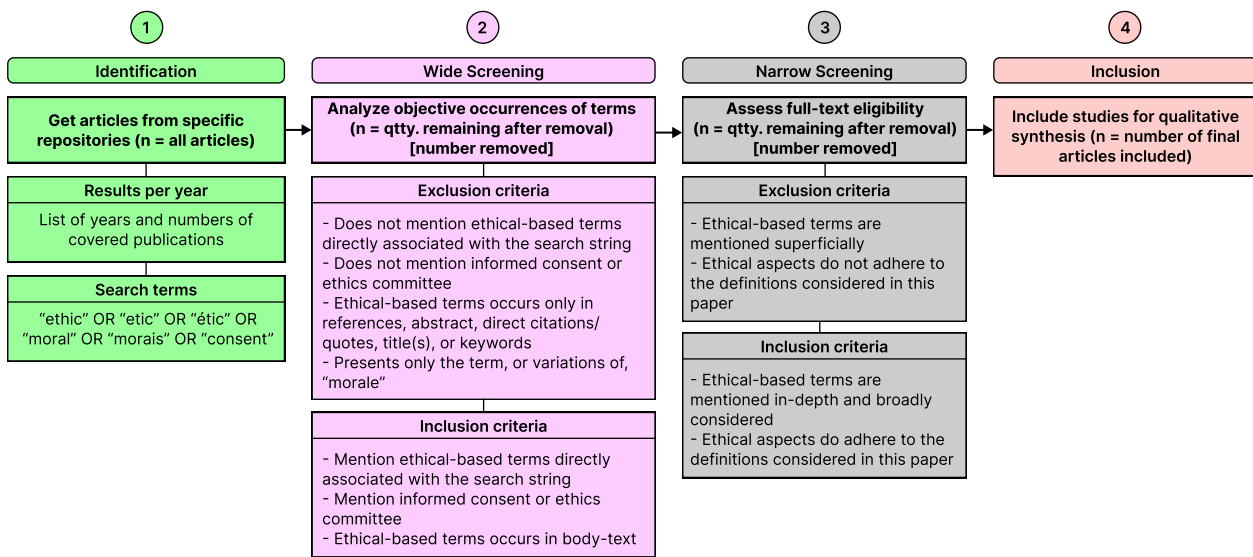 1
Identification
Get articles from specific
repositories (n = all articles)
Results per year
List of years and numbers of
covered publications
Search terms
“ethic” OR “etic” OR “étic” OR
“moral” OR “morais” OR “consent”
2
Wide Screening
Analyze objective occurrences of terms
(n = qtty. remaining after removal)
[number removed]
Exclusion criteria
- Does not mention ethical-based terms
directly associated with the search string
- Does not mention informed consent or
ethics committee
- Ethical-based terms occurs only in
references, abstract, direct citations/
quotes, title(s), or keywords
- Presents only the term, or variations of,
“morale”
Inclusion criteria
- Mention ethical-based terms directly
associated with the search string
- Mention informed consent or ethics
committee
- Ethical-based terms occurs in body-text
3
Narrow Screening
Assess full-text eligibility
(n = qtty. remaining after removal)
[number removed]
Exclusion criteria
- Ethical-based terms are
mentioned superficially
- Ethical aspects do not adhere to
the definitions considered in this
paper
Inclusion criteria
- Ethical-based terms are
mentioned in-depth and broadly
considered
- Ethical aspects do adhere to the
definitions considered in this paper
4
Inclusion
Include studies for qualitative
synthesis (n = number of final
articles included)